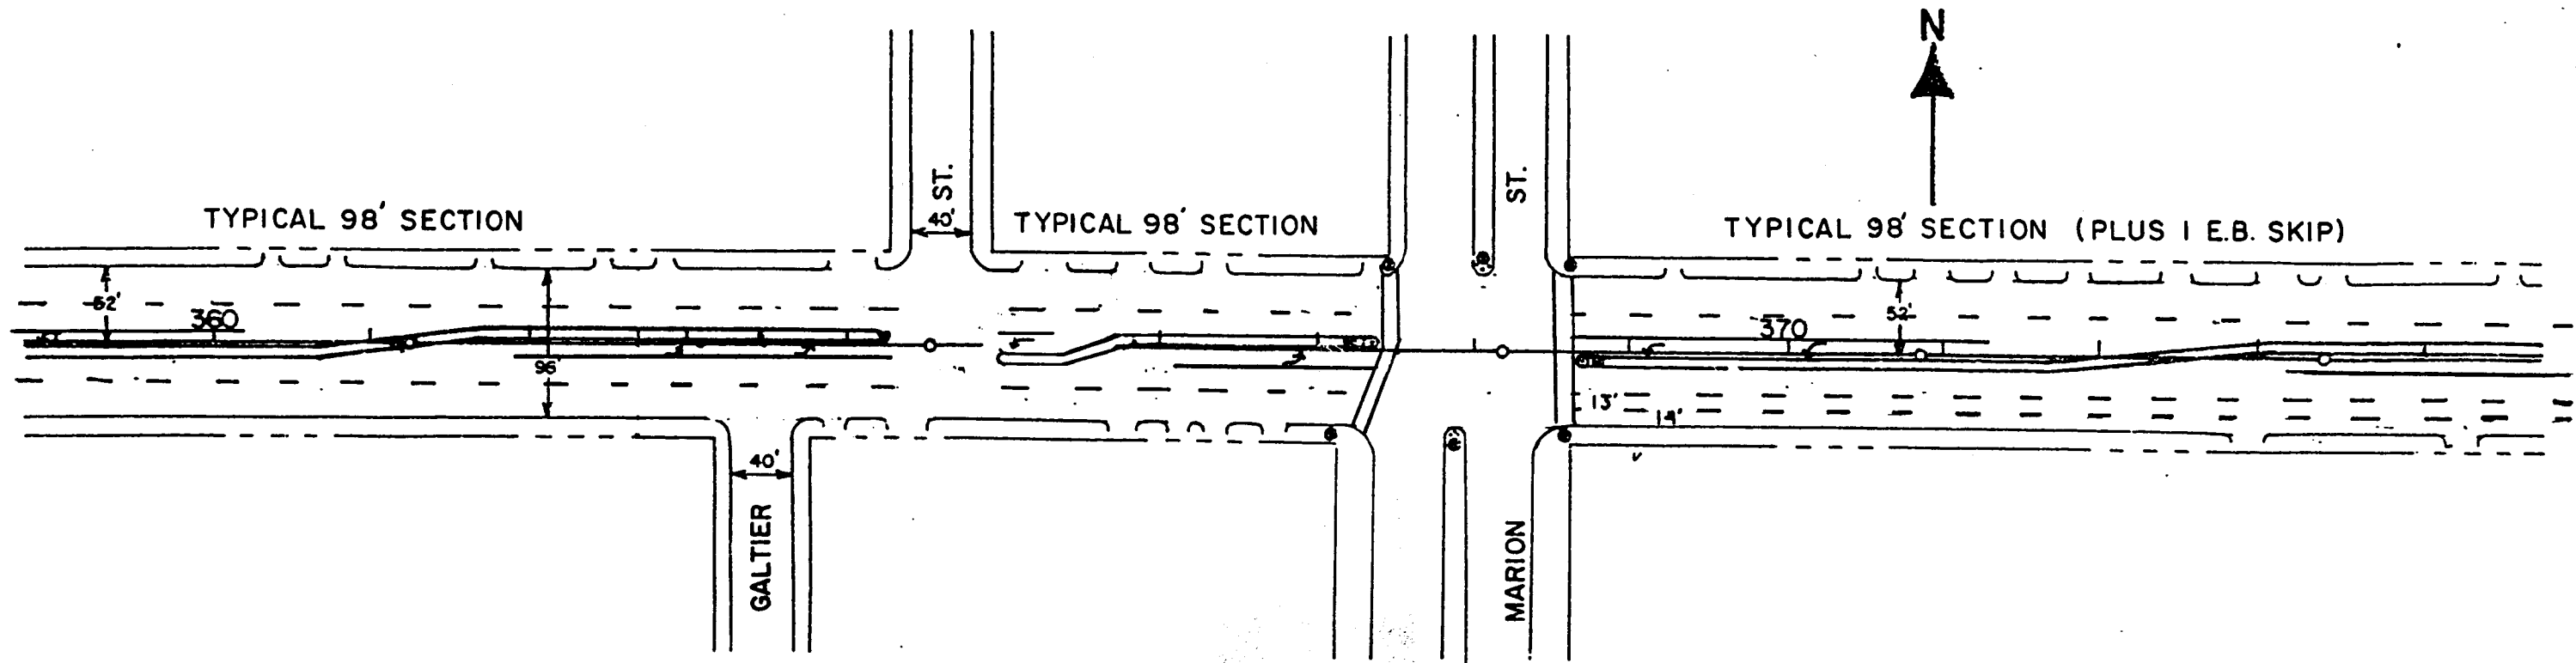 N
TYPICAL 98' SECTION
ST.
40'
TYPICAL 98' SECTION
ST.
TYPICAL 98' SECTION (PLUS 1 E.B. SKIP)
52'
360
96'
370
52'
13'
14'
40'
GALTIER
MARION